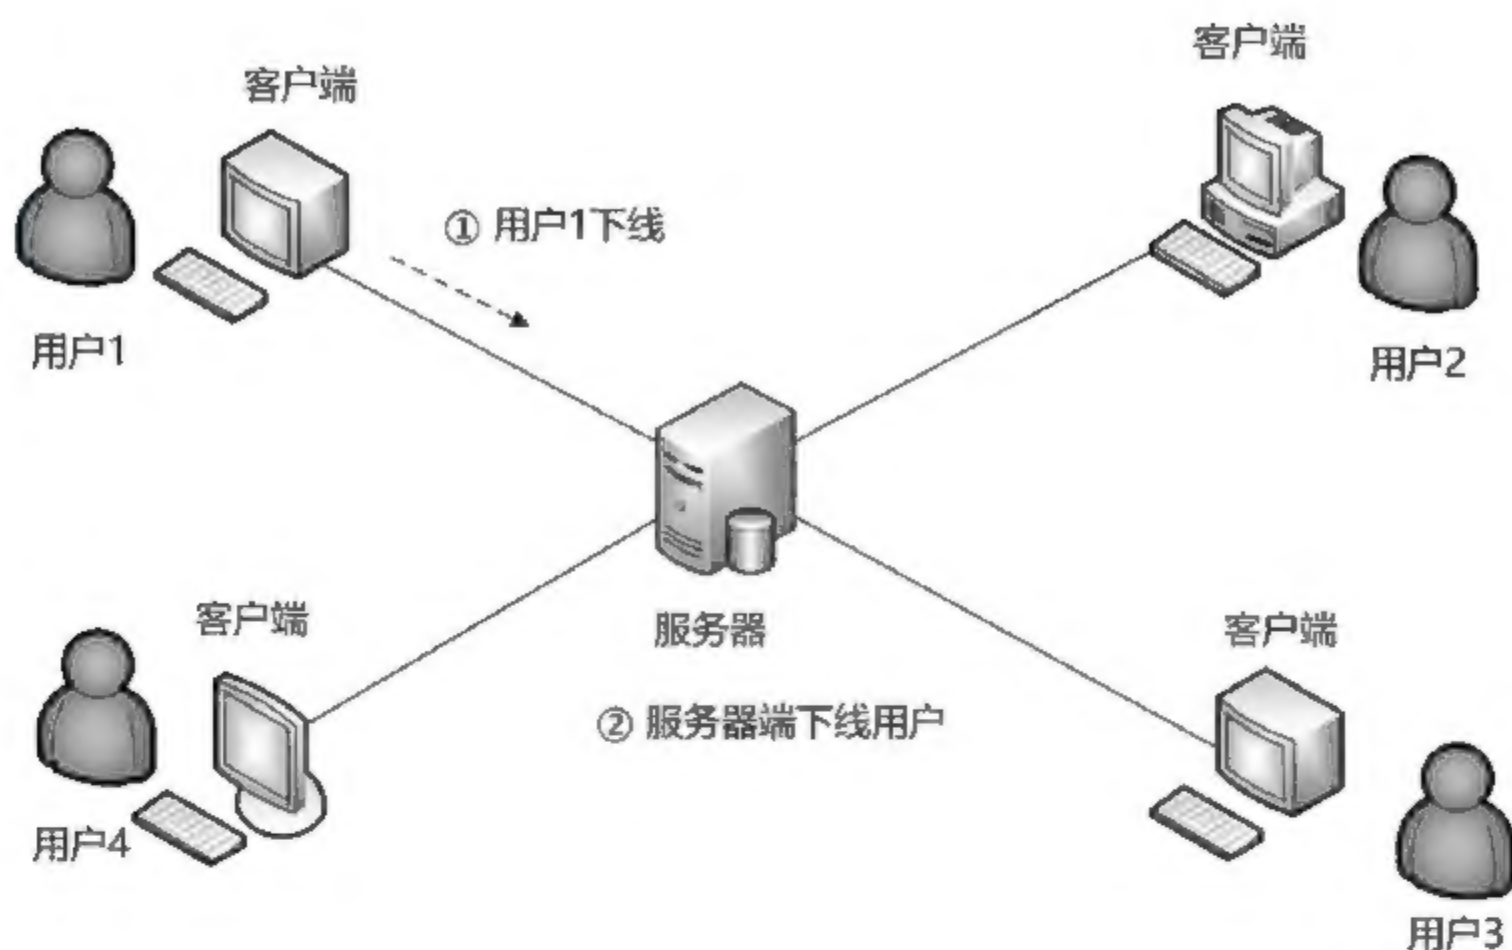 客户端
客户端
① 用户1下线
用户1
用户2
服务器
客户端
客户端
② 服务器端下线用户
用户4
用户3